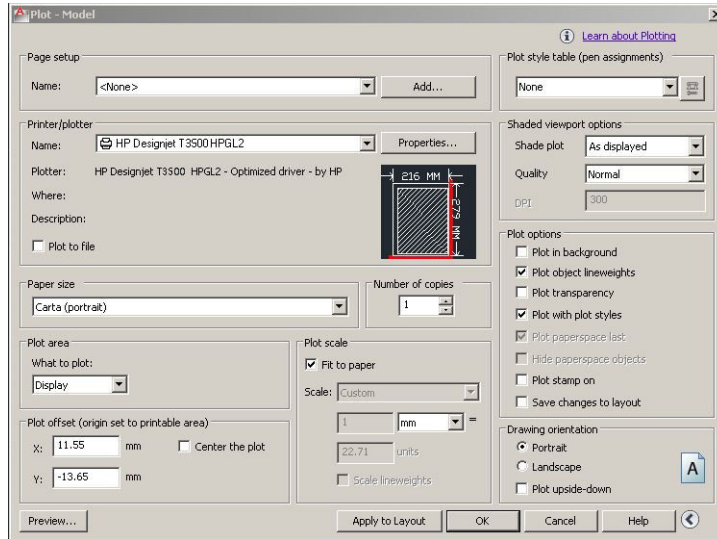 Plot - Model
Learn about Plotting
Page setup
Name: <None> Add...
Plot style table (pen assignments)
None
Printer/plotter
Name: HP Designjet T3500 HPGL2 Properties...
Plotter: HP Designjet T3500 HPGL2 - Optimized driver - by HP
Where:
Description:
Plot to file
216 MM
279 MM
Shaded viewport options
Shade plot As displayed
Quality Normal
DPI 300
Paper size
Carta (portrait)
Number of copies
1
Plot options
Plot in background
Plot object lineweights
Plot transparency
Plot with plot styles
Plot paperspace last
Hide paperspace objects
Plot stamp on
Save changes to layout
Plot area
What to plot:
Display
Plot scale
Fit to paper
Scale: Custom
1 mm =
22.71 units
Scale lineweights
Plot offset (origin set to printable area)
X: 11.55 mm Center the plot
Y: -13.65 mm
Drawing orientation
Portrait
Landscape
Plot upside-down
A
Preview... Apply to Layout OK Cancel Help